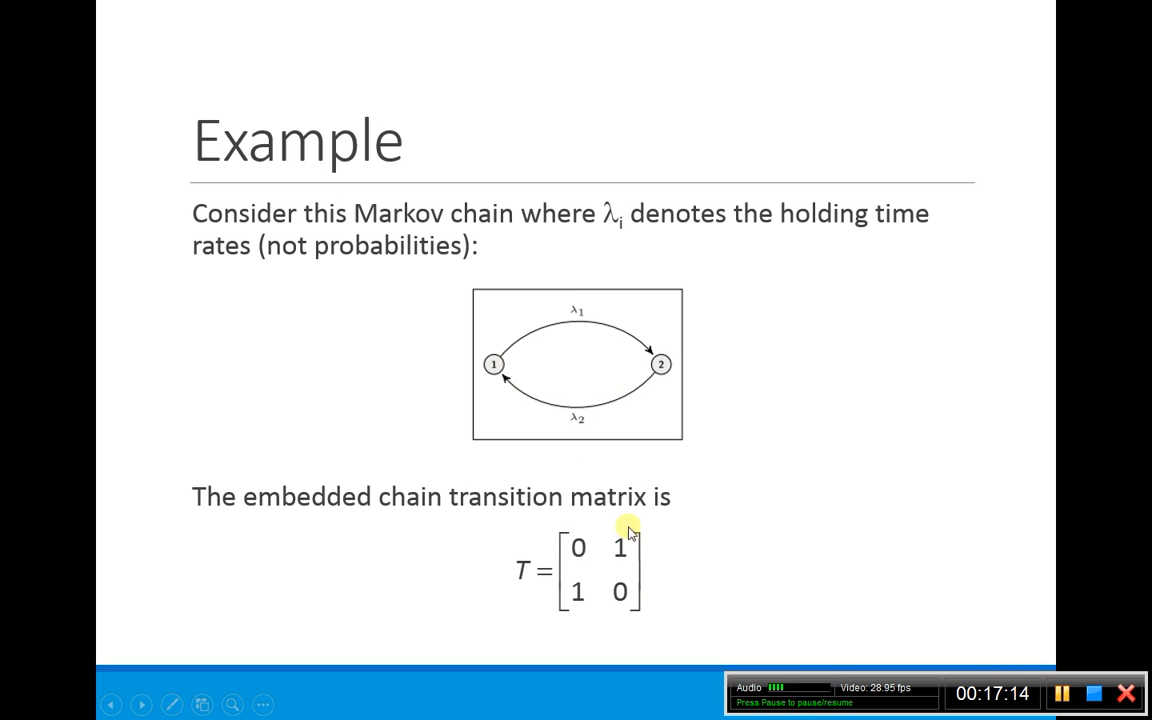 Example
Consider this Markov chain where λi denotes the holding time
rates (not probabilities):
λ1
1
2
λ2
The embedded chain transition matrix is
T = [0 1
1 0]
Audio
Video: 28.95 fps
Press Pause to pause/resume
00:17:14